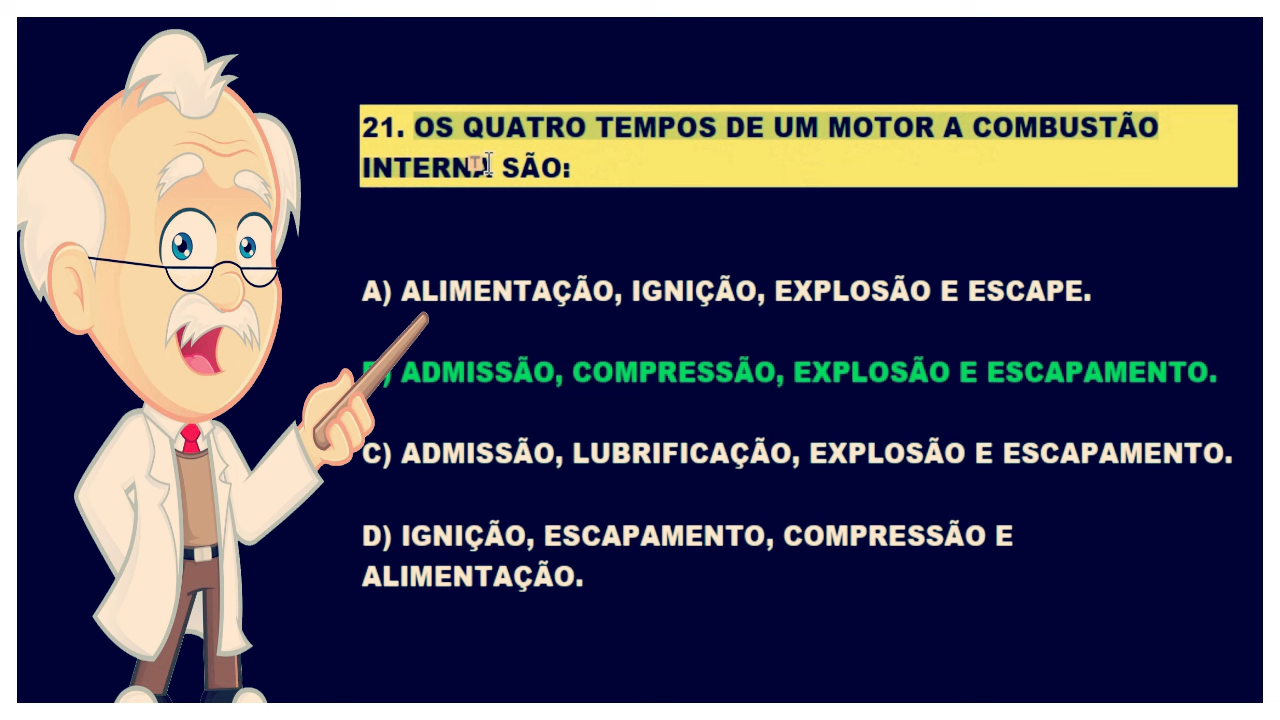 21. OS QUATRO TEMPOS DE UM MOTOR A COMBUSTÃO
INTERNA SÃO:
A) ALIMENTAÇÃO, IGNIÇÃO, EXPLOSÃO E ESCAPE.
B) ADMISSÃO, COMPRESSÃO, EXPLOSÃO E ESCAPAMENTO.
C) ADMISSÃO, LUBRIFICAÇÃO, EXPLOSÃO E ESCAPAMENTO.
D) IGNIÇÃO, ESCAPAMENTO, COMPRESSÃO E
ALIMENTAÇÃO.